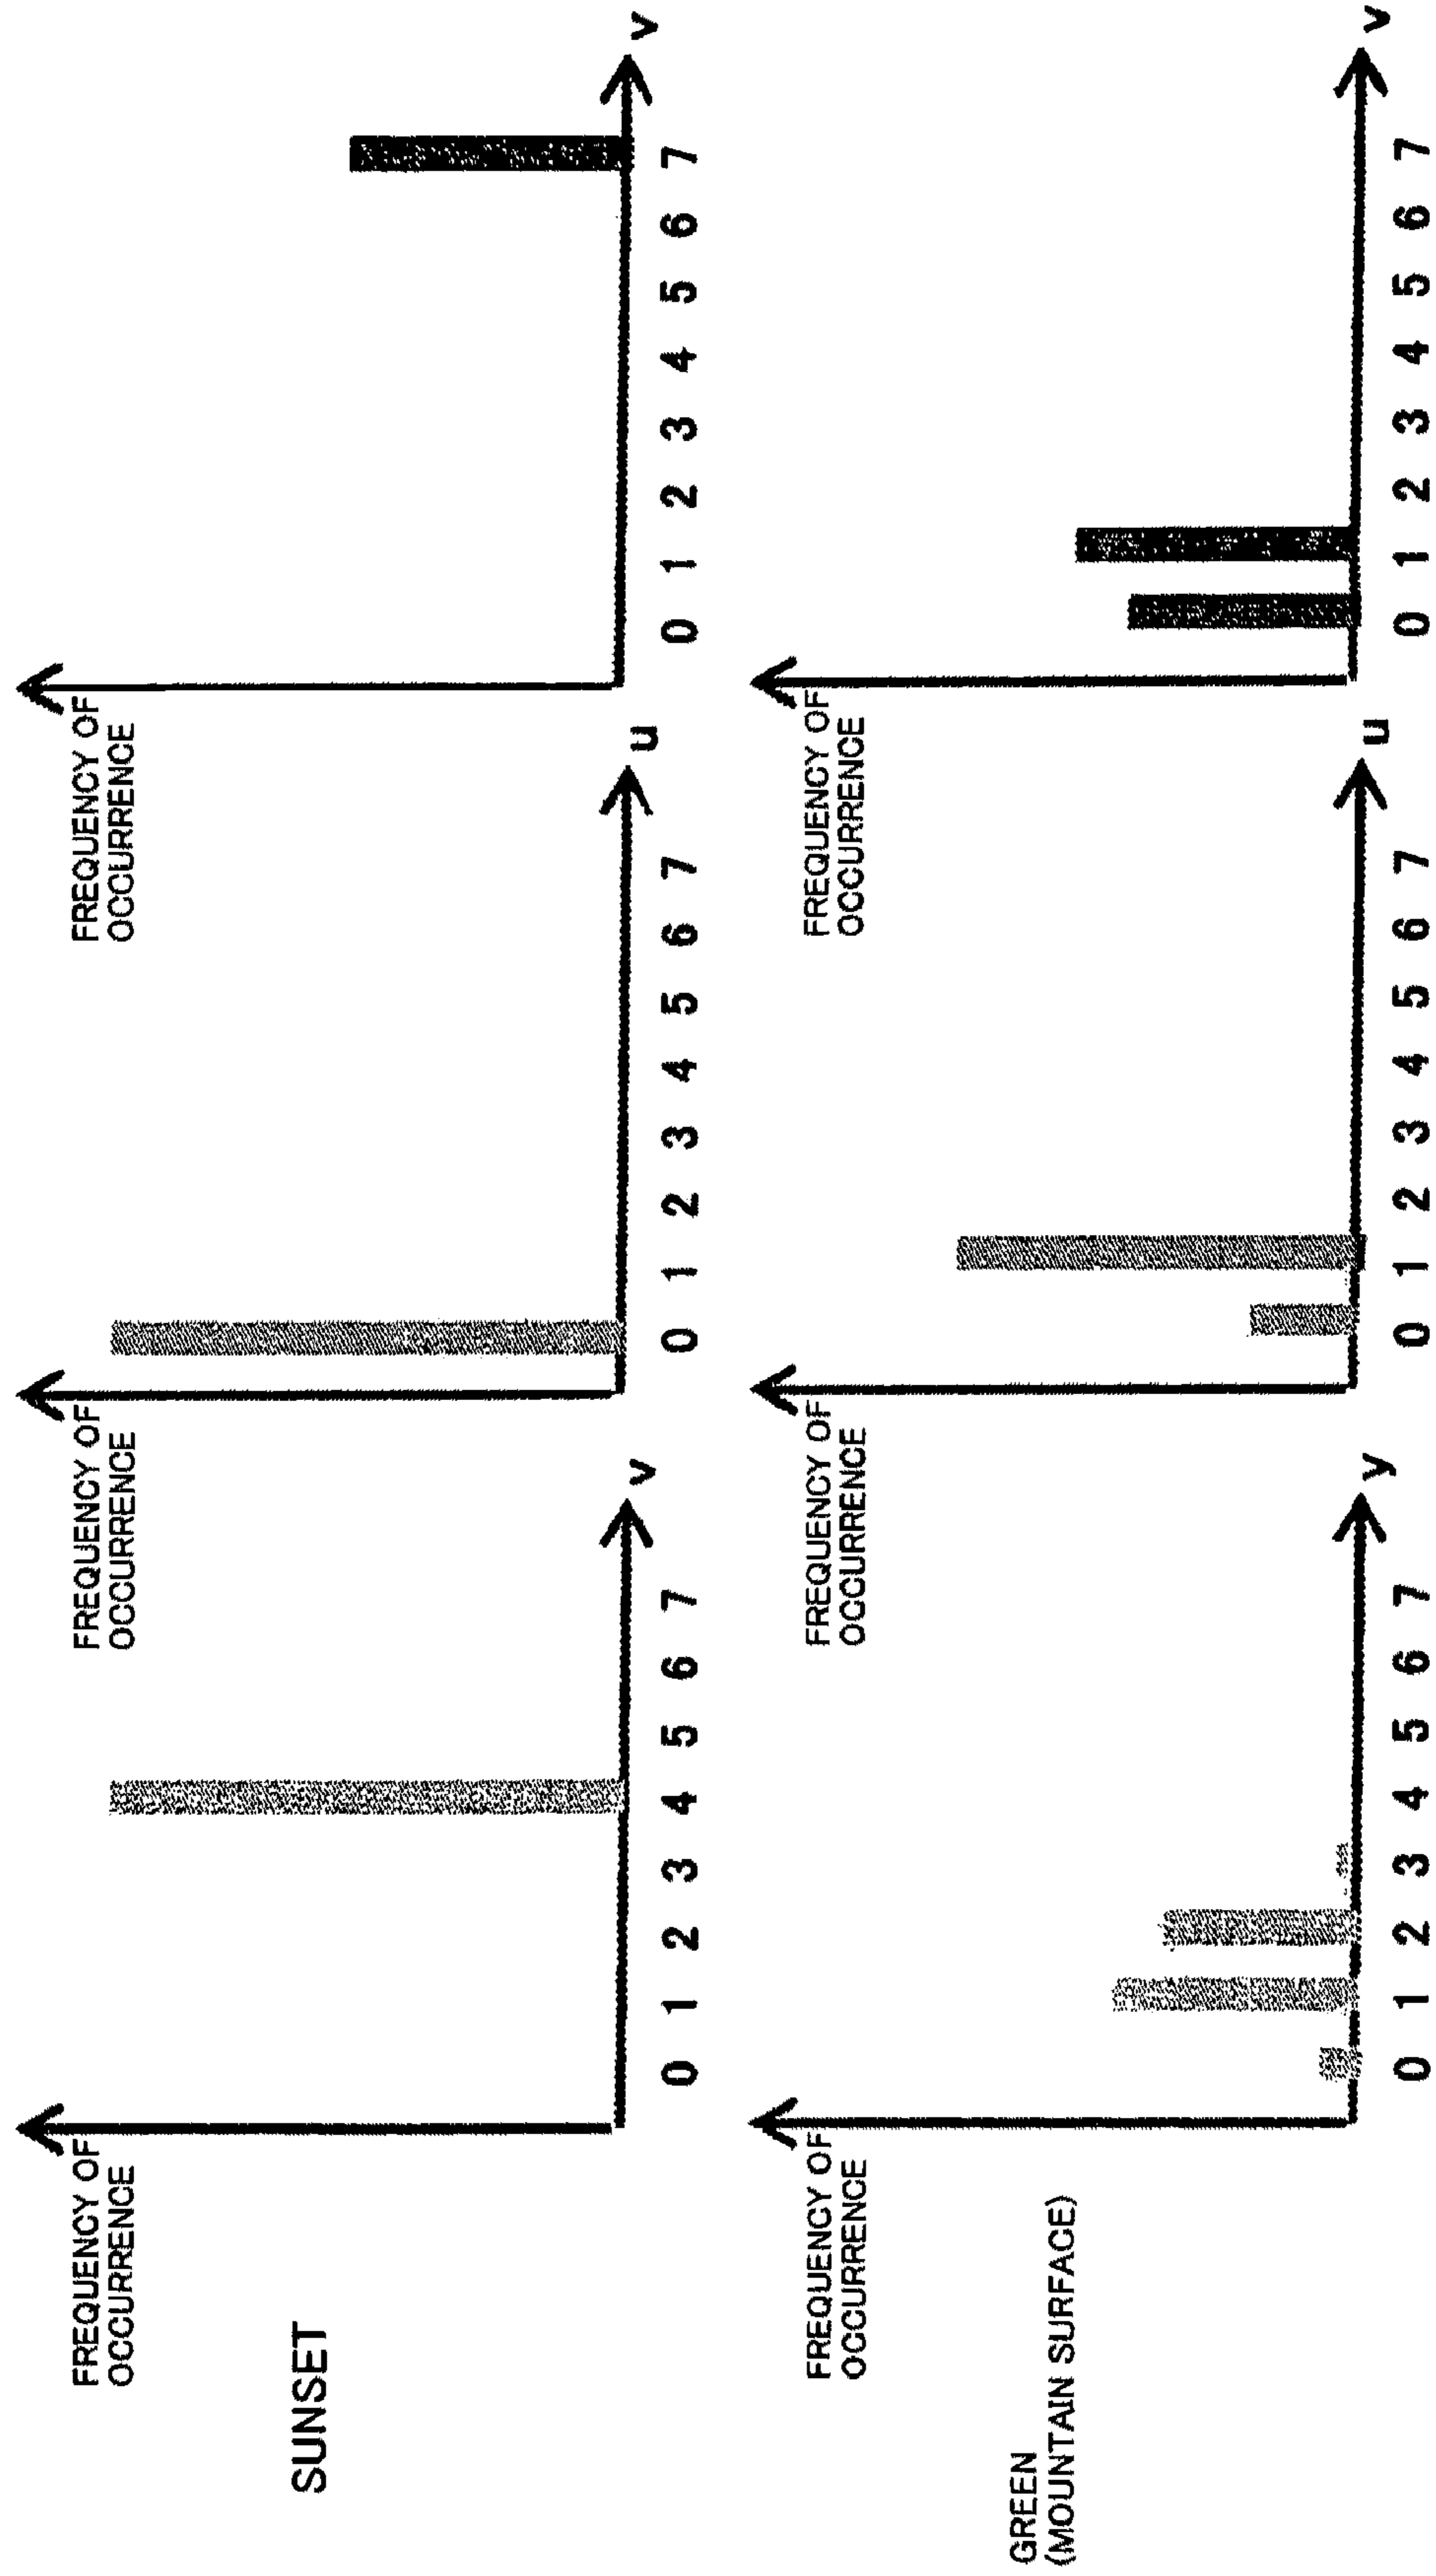 SUNSET
FREQUENCY OF
OCCURRENCE
0 1 2 3 4 5 6 7
v
FREQUENCY OF
OCCURRENCE
0 1 2 3 4 5 6 7
u
FREQUENCY OF
OCCURRENCE
0 1 2 3 4 5 6 7
v
GREEN
(MOUNTAIN SURFACE)
FREQUENCY OF
OCCURRENCE
0 1 2 3 4 5 6 7
y
FREQUENCY OF
OCCURRENCE
0 1 2 3 4 5 6 7
u
FREQUENCY OF
OCCURRENCE
0 1 2 3 4 5 6 7
v